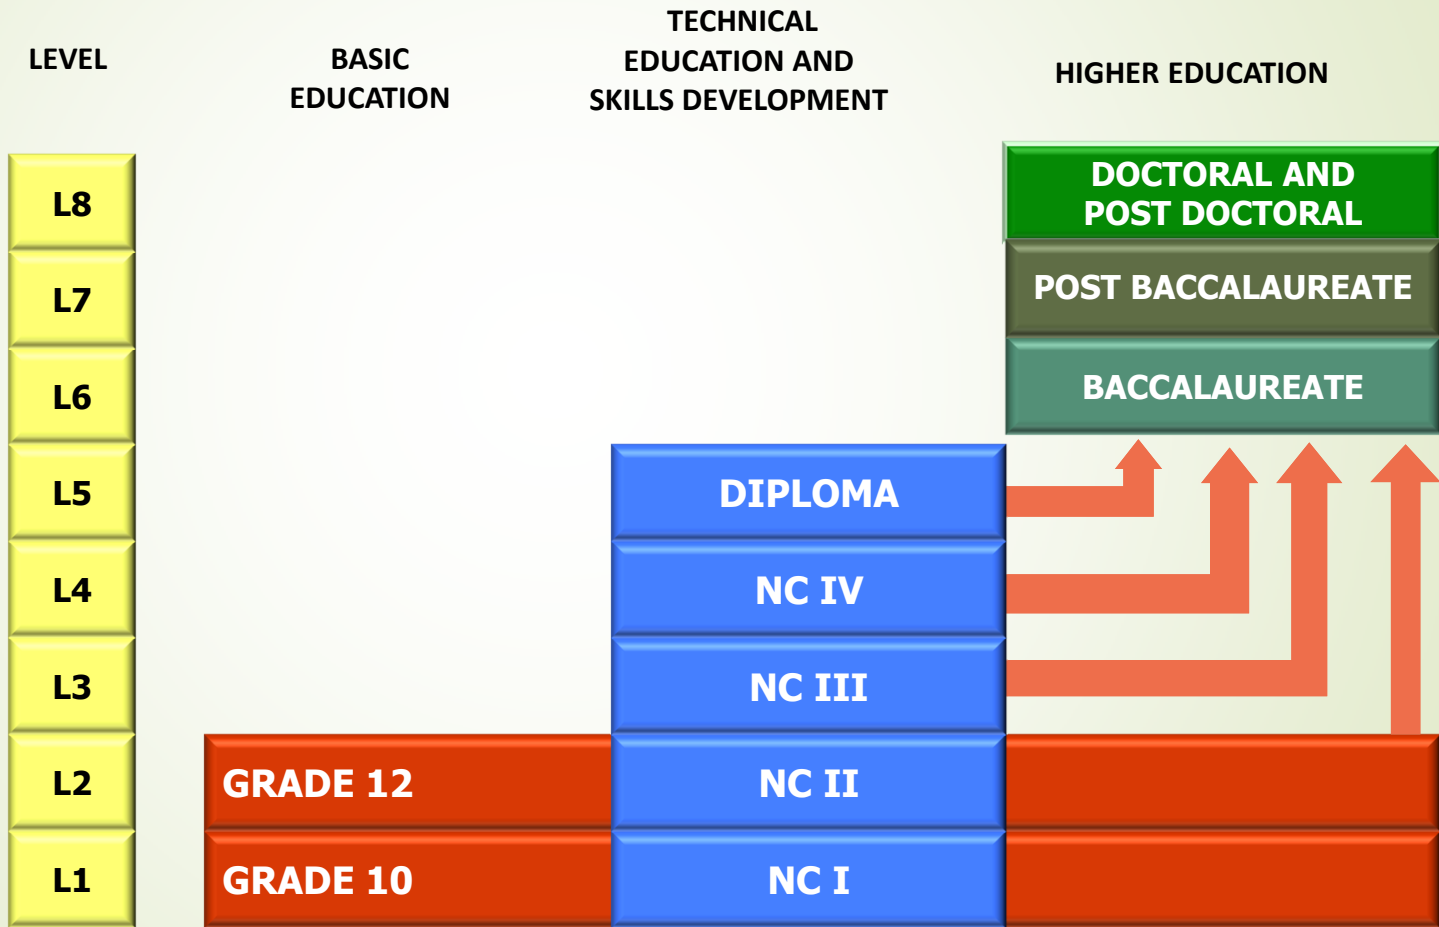 LEVEL
BASIC
EDUCATION
TECHNICAL
EDUCATION AND
SKILLS DEVELOPMENT
HIGHER EDUCATION
L8
DOCTORAL AND
POST DOCTORAL
L7
POST BACCALAUREATE
L6
BACCALAUREATE
L5
DIPLOMA
L4
NC IV
L3
NC III
L2
GRADE 12
NC II
L1
GRADE 10
NC I